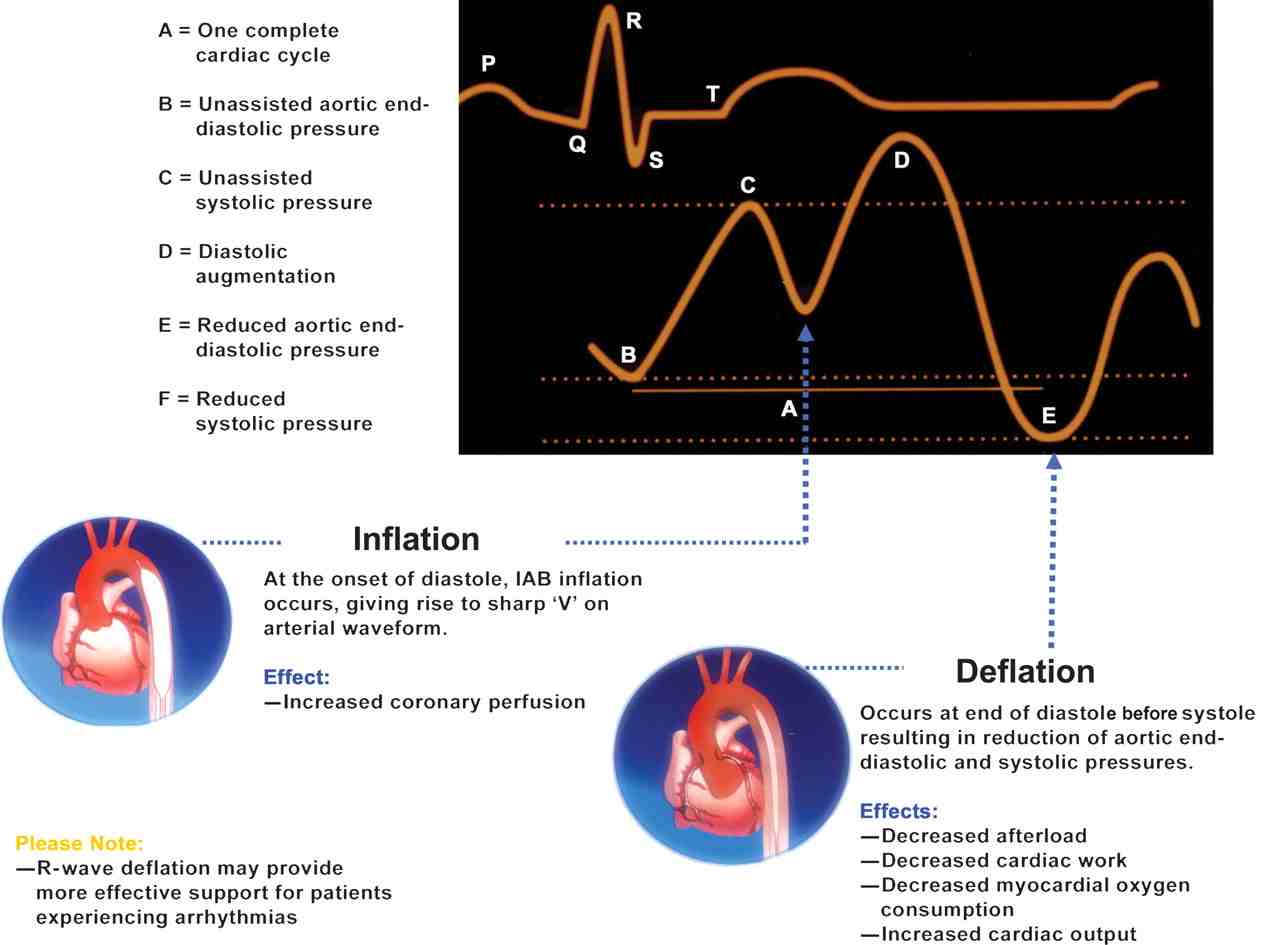 A = One complete
cardiac cycle
B = Unassisted aortic end-
diastolic pressure
C = Unassisted
systolic pressure
D = Diastolic
augmentation
E = Reduced aortic end-
diastolic pressure
F = Reduced
systolic pressure
P
R
Q
S
T
C
D
B
A
E
Inflation
At the onset of diastole, IAB inflation
occurs, giving rise to sharp ‘V’ on
arterial waveform.
Effect:
—Increased coronary perfusion
Deflation
Occurs at end of diastole before systole
resulting in reduction of aortic end-
diastolic and systolic pressures.
Effects:
—Decreased afterload
—Decreased cardiac work
—Decreased myocardial oxygen
consumption
—Increased cardiac output
Please Note:
—R-wave deflation may provide
more effective support for patients
experiencing arrhythmias